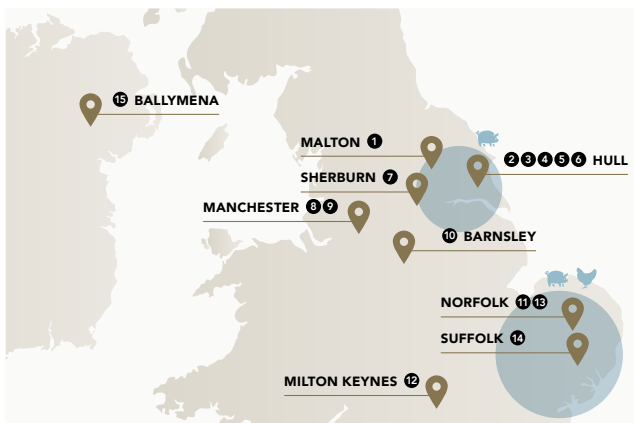 15 BALLYMENA
MALTON 1
2 3 4 5 6 HULL
SHERBURN 7
MANCHESTER 8 9
10 BARNSLEY
NORFOLK 11 13
SUFFOLK 14
MILTON KEYNES 12